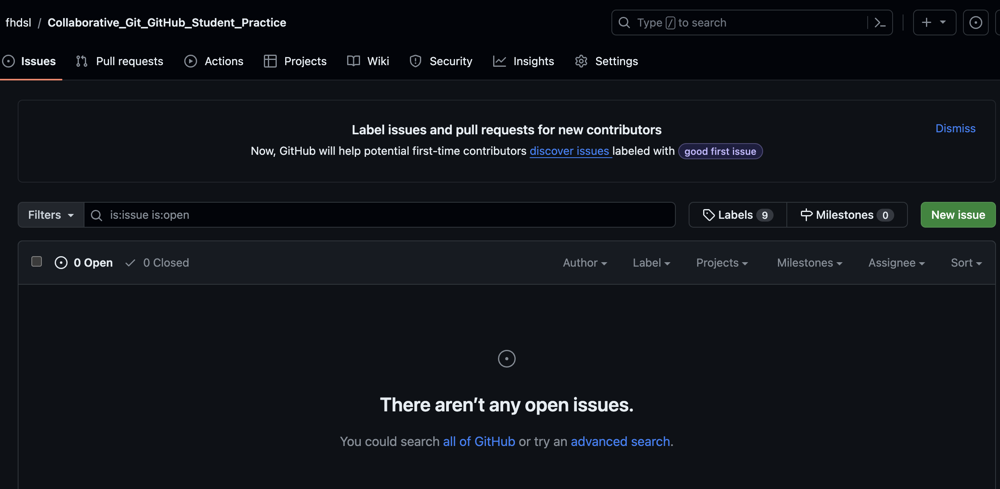 fhdsl / Collaborative_Git_GitHub_Student_Practice
Type / to search
Issues Pull requests Actions Projects Wiki Security Insights Settings
Label issues and pull requests for new contributors
Dismiss
Now, GitHub will help potential first-time contributors discover issues labeled with good first issue
Filters is:issue is:open Labels 9 Milestones 0 New issue
0 Open 0 Closed Author Label Projects Milestones Assignee Sort
There aren’t any open issues.
You could search all of GitHub or try an advanced search.